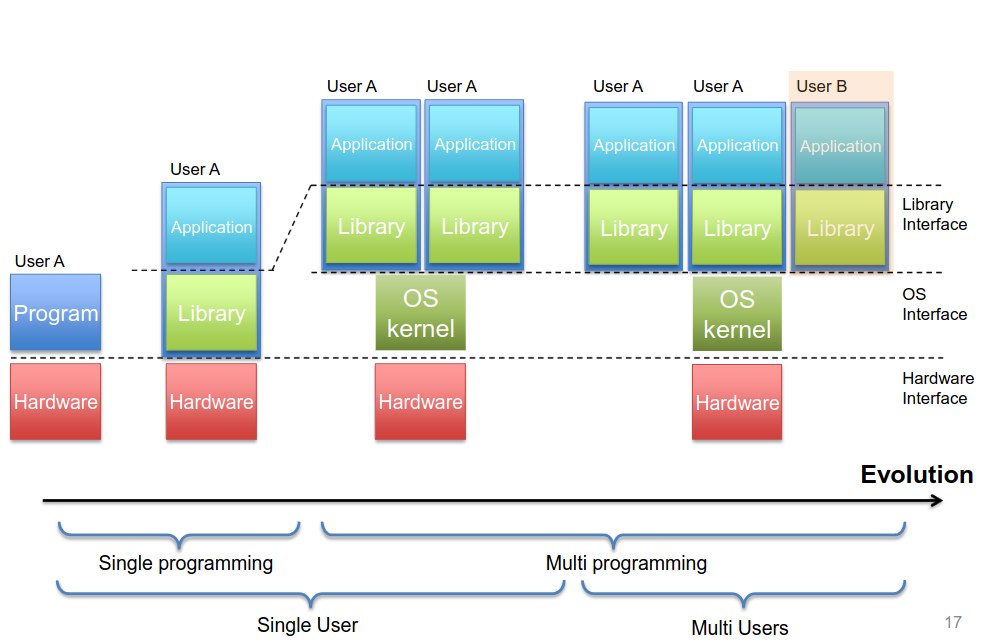 User A
Program
Hardware
User A
Application
Library
Hardware
User A
User A
Application
Application
Library
Library
OS
kernel
Hardware
User A
User A
User B
Application
Application
Application
Library
Library
Library
OS
kernel
Hardware
Library
Interface
OS
Interface
Hardware
Interface
Evolution
Single programming
Multi programming
Single User
Multi Users
17